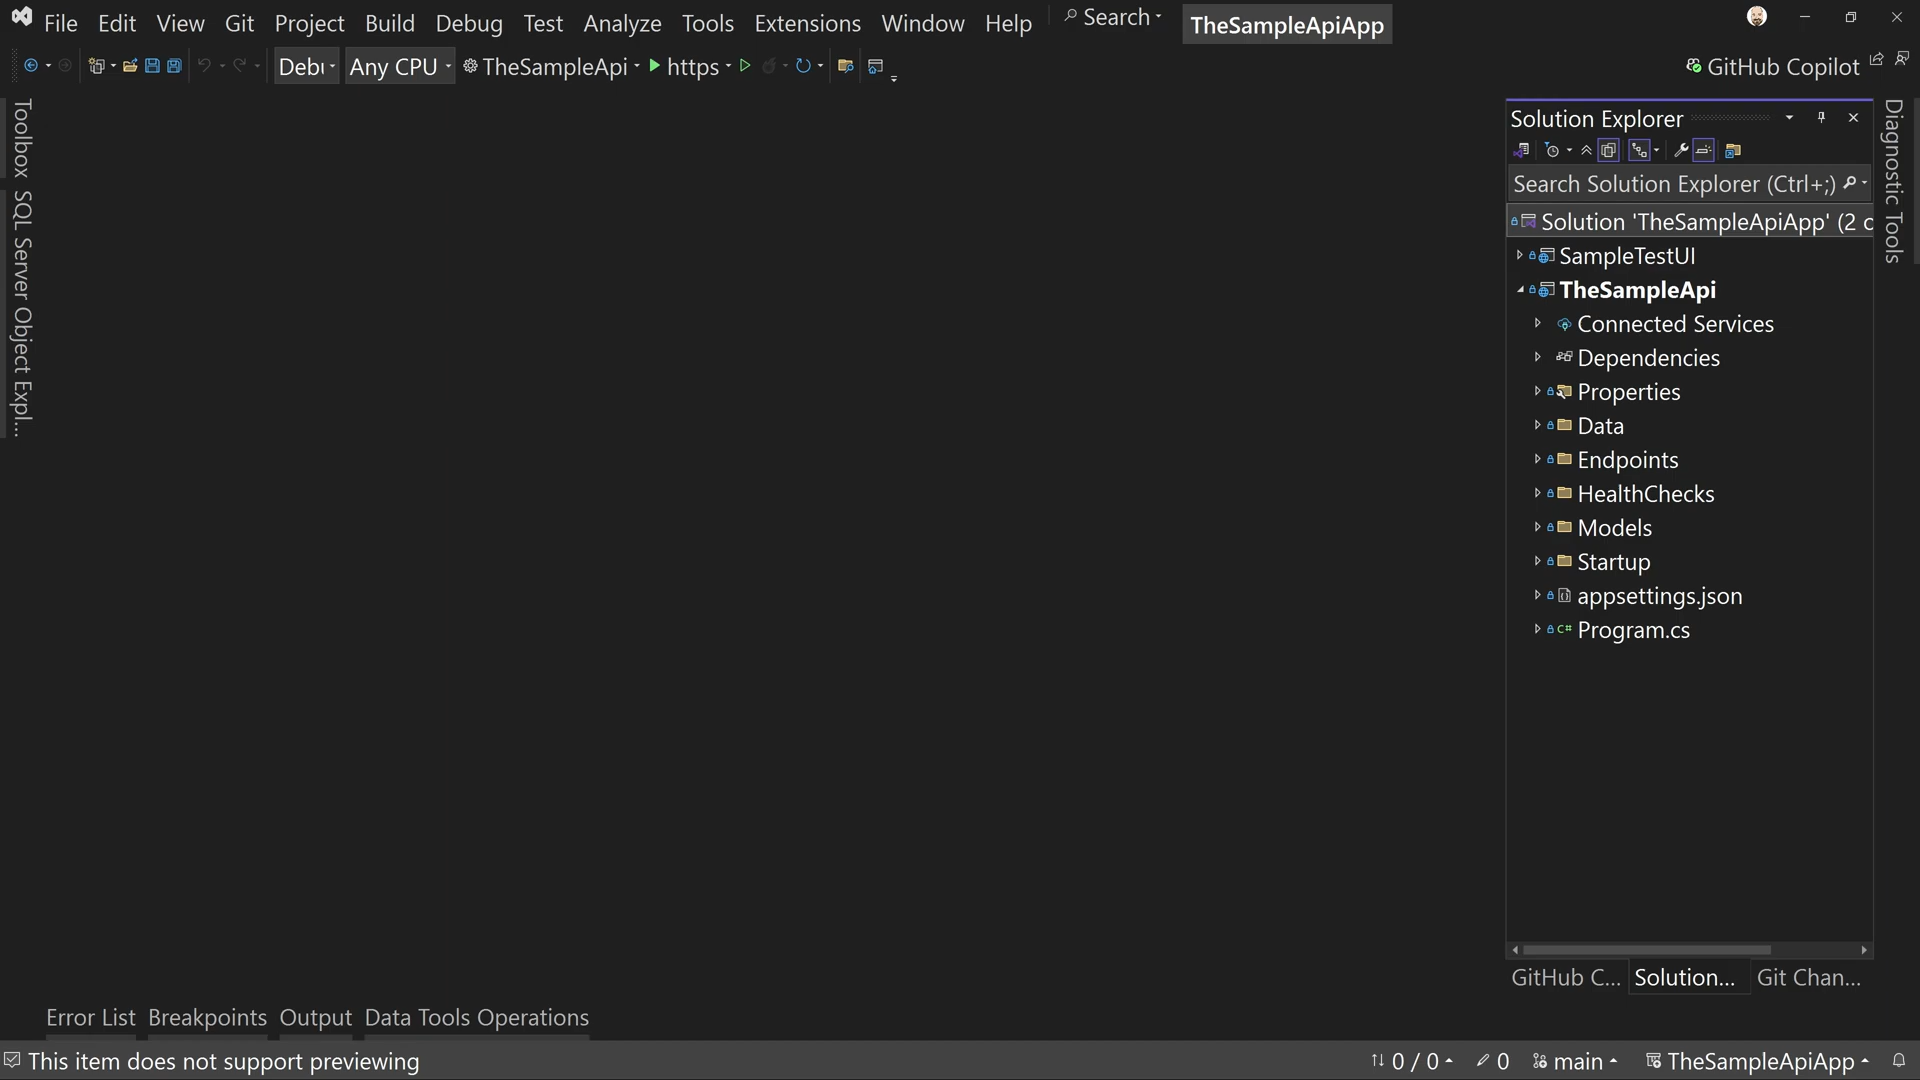 File Edit View Git Project Build Debug Test Analyze Tools Extensions Window Help Search TheSampleApiApp
Debu Any CPU TheSampleApi https GitHub Copilot
Toolbox
SQL Server Object Expl...
Solution Explorer
Search Solution Explorer (Ctrl+;)
Solution 'TheSampleApiApp' (2 o
SampleTestUI
TheSampleApi
Connected Services
Dependencies
Properties
Data
Endpoints
HealthChecks
Models
Startup
appsettings.json
C# Program.cs
Diagnostic Tools
GitHub C... Solution... Git Chan...
Error List Breakpoints Output Data Tools Operations
This item does not support previewing 0 / 0 0 main TheSampleApiApp